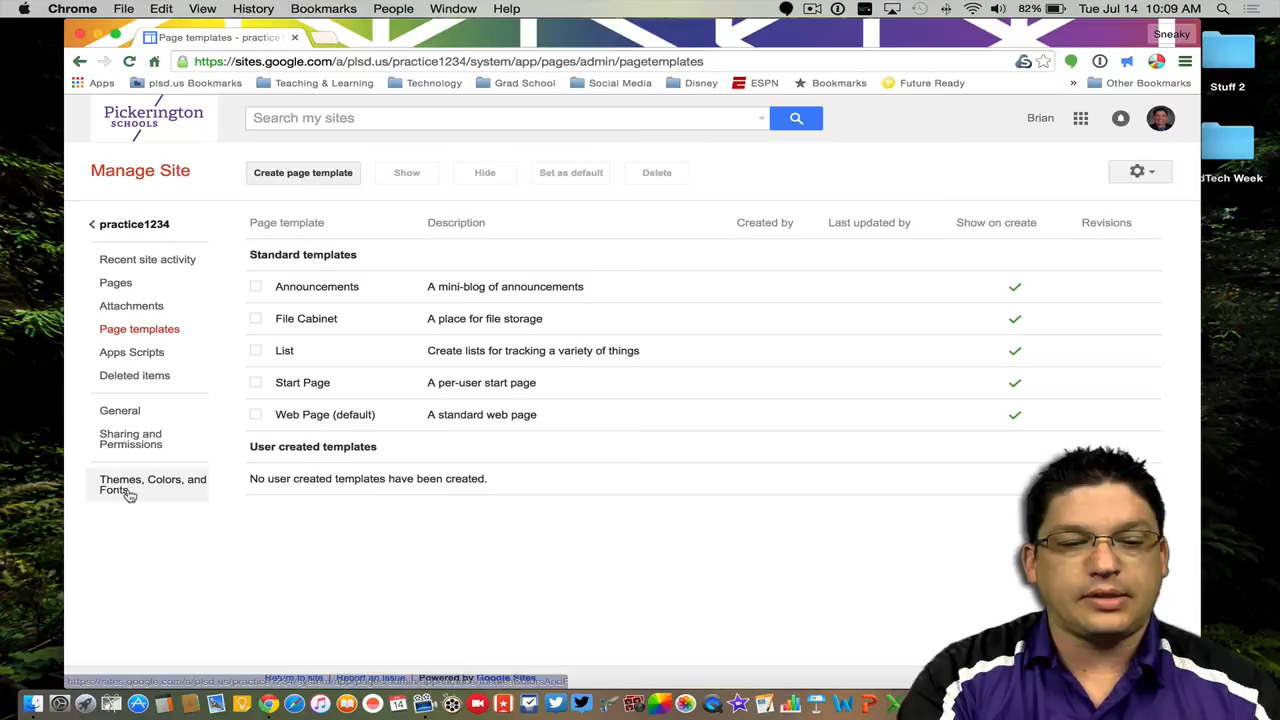 Chrome File Edit View History Bookmarks People Window Help 82% Tue Jul 14 10:09 AM
Page templates - practice Sneaky
https://sites.google.com/a/plsd.us/practice1234/system/app/pages/admin/pagetemplates
Apps plsd.us Bookmarks Teaching & Learning Technology Grad School Social Media Disney ESPN Bookmarks Future Ready » Other Bookmarks
Stuff 2
Pickerington
SCHOOLS
Search my sites
Brian
Manage Site
Create page template Show Hide Set as default Delete
dTech Week
practice1234
Recent site activity
Pages
Attachments
Page templates
Apps Scripts
Deleted items
General
Sharing and
Permissions
Themes, Colors, and
Fonts
Page template Description Created by Last updated by Show on create Revisions
Standard templates
Announcements A mini-blog of announcements
File Cabinet A place for file storage
List Create lists for tracking a variety of things
Start Page A per-user start page
Web Page (default) A standard web page
User created templates
No user created templates have been created.
Return to site Report an issue Powered by Google Sites